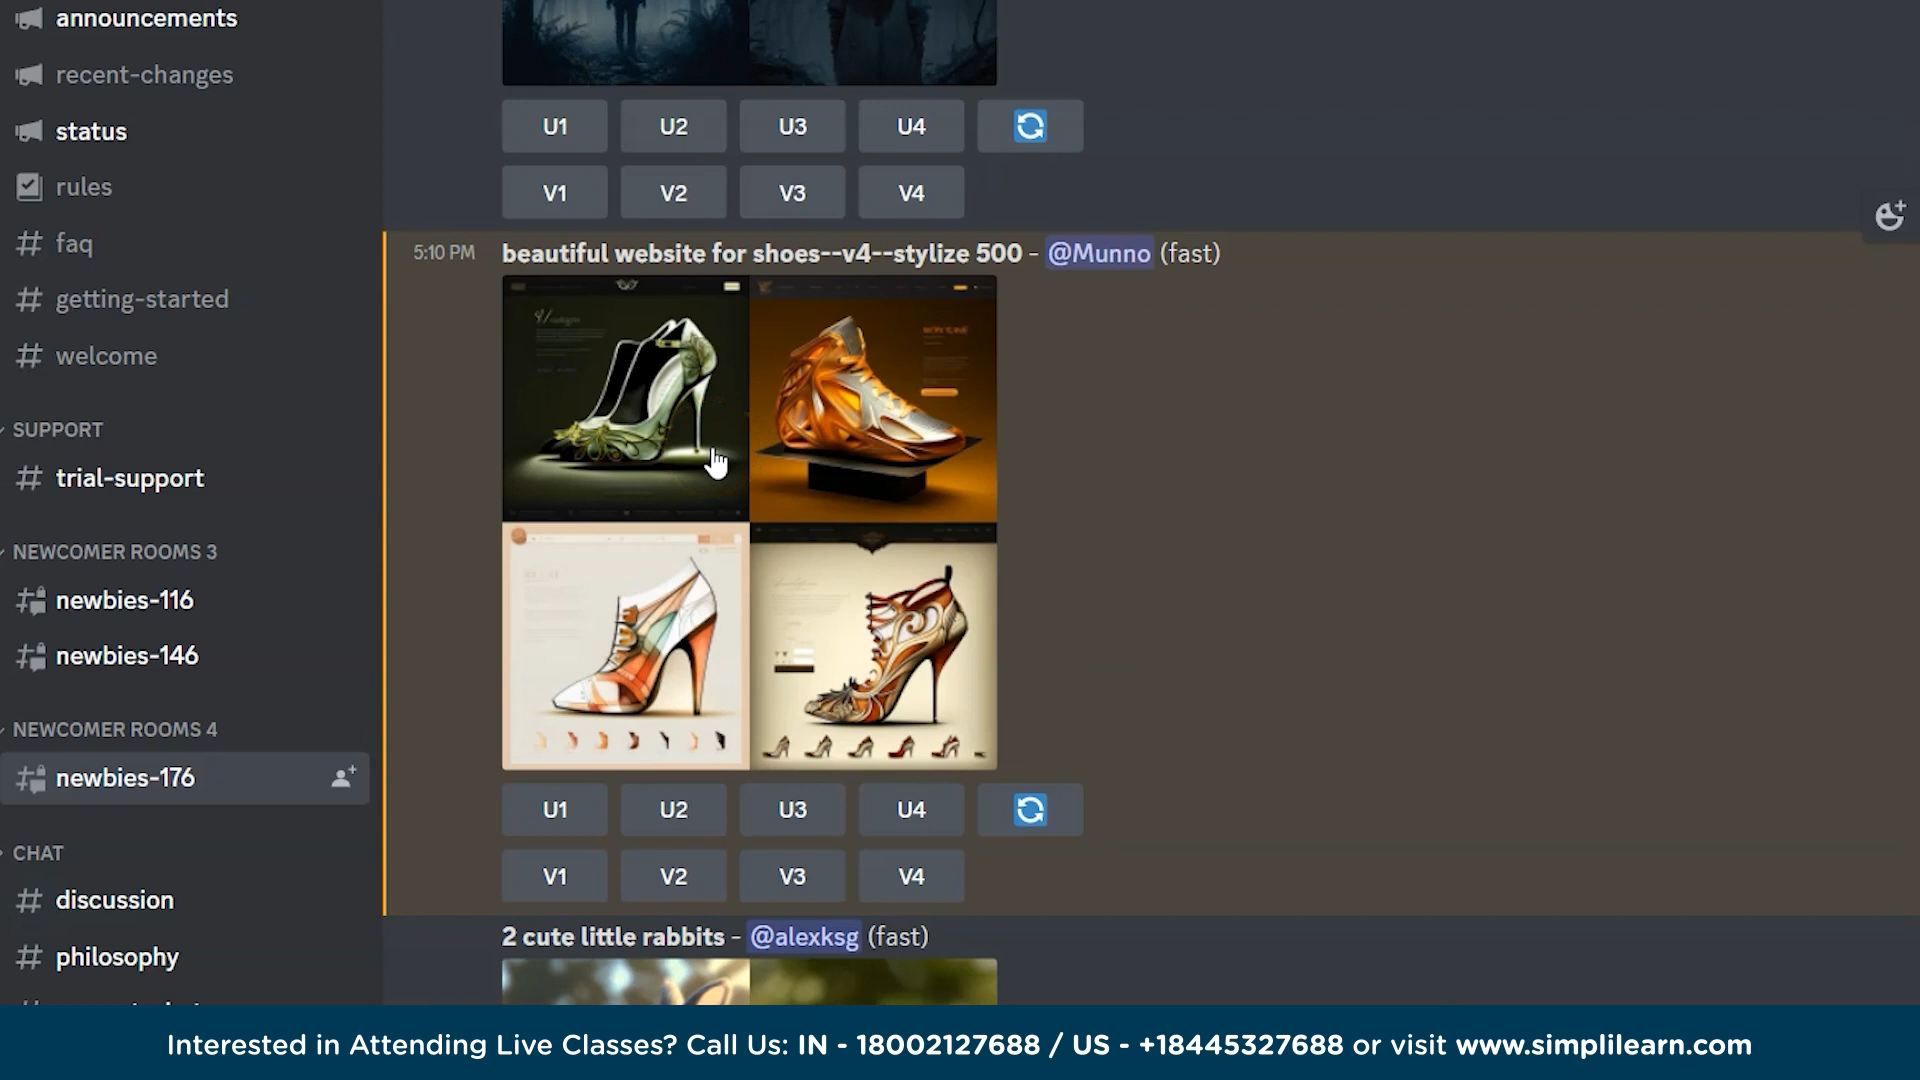 announcements
recent-changes
status
rules
faq
getting-started
welcome
SUPPORT
trial-support
NEWCOMER ROOMS 3
newbies-116
newbies-146
NEWCOMER ROOMS 4
newbies-176
CHAT
discussion
philosophy
U1 U2 U3 U4
V1 V2 V3 V4
5:10 PM beautiful website for shoes--v4--stylize 500 - @Munno (fast)
U1 U2 U3 U4
V1 V2 V3 V4
2 cute little rabbits - @alexksg (fast)
Interested in Attending Live Classes? Call Us: IN - 18002127688 / US - +18445327688 or visit www.simplilearn.com